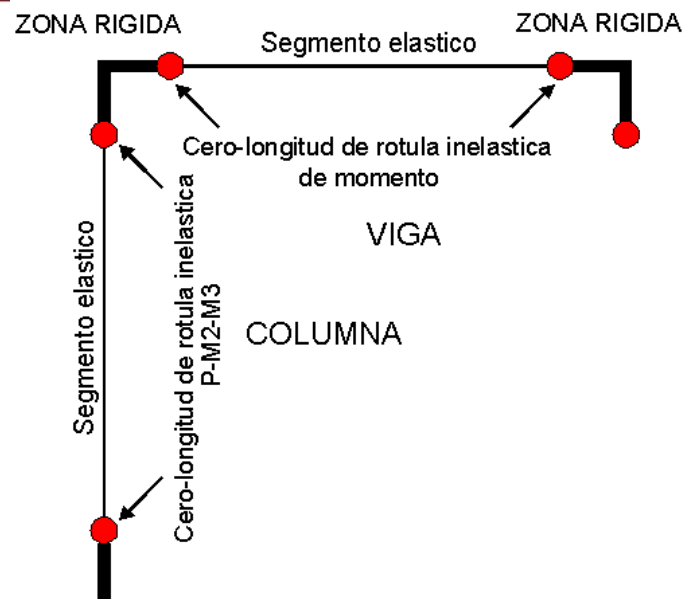 ZONA RIGIDA
ZONA RIGIDA
Segmento elastico
Cero-longitud de rotula inelastica
de momento
VIGA
Segmento elastico
Cero-longitud de rotula inelastica
P-M2-M3
COLUMNA